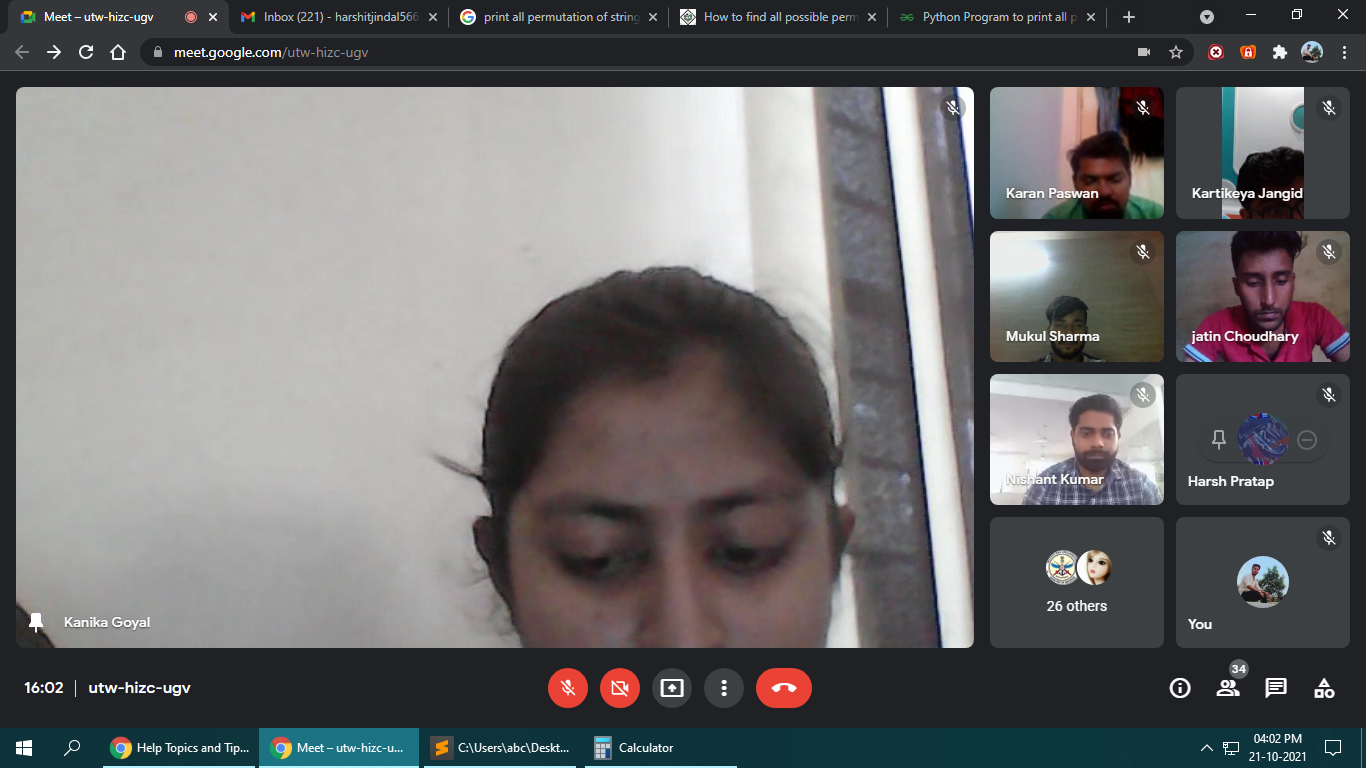 Meet – utw-hizc-ugv
Inbox (221) - harshitjindal566
print all permutation of string
How to find all possible perm
Python Program to print all p
meet.google.com/utw-hizc-ugv
Karan Paswan
Kartikeya Jangid
Mukul Sharma
jatin Choudhary
Nishant Kumar
Harsh Pratap
Kanika Goyal
26 others
You
16:02 | utw-hizc-ugv
34
Help Topics and Tip...
Meet – utw-hizc-u...
C:\Users\abc\Deskt...
Calculator
04:02 PM
21-10-2021